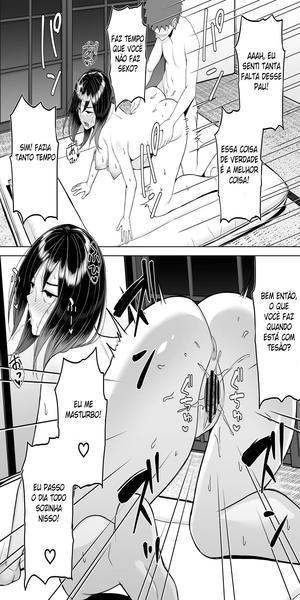 FAZ TEMPO
QUE VOCÊ
NÃO FAZ
SEXO?
AAAH, EU
SENTI TANTA
FALTA DESSE
PAU!
SIM! FAZIA
TANTO TEMPO
ESSA COISA
DE VERDADE
É A MELHOR
COISA!
BEM ENTÃO,
O QUE
VOCÊ FAZ
QUANDO
ESTÁ COM
TESÃO?
EU ME
MASTURBO!
EU PASSO
O DIA TODO
SOZINHA
NISSO!